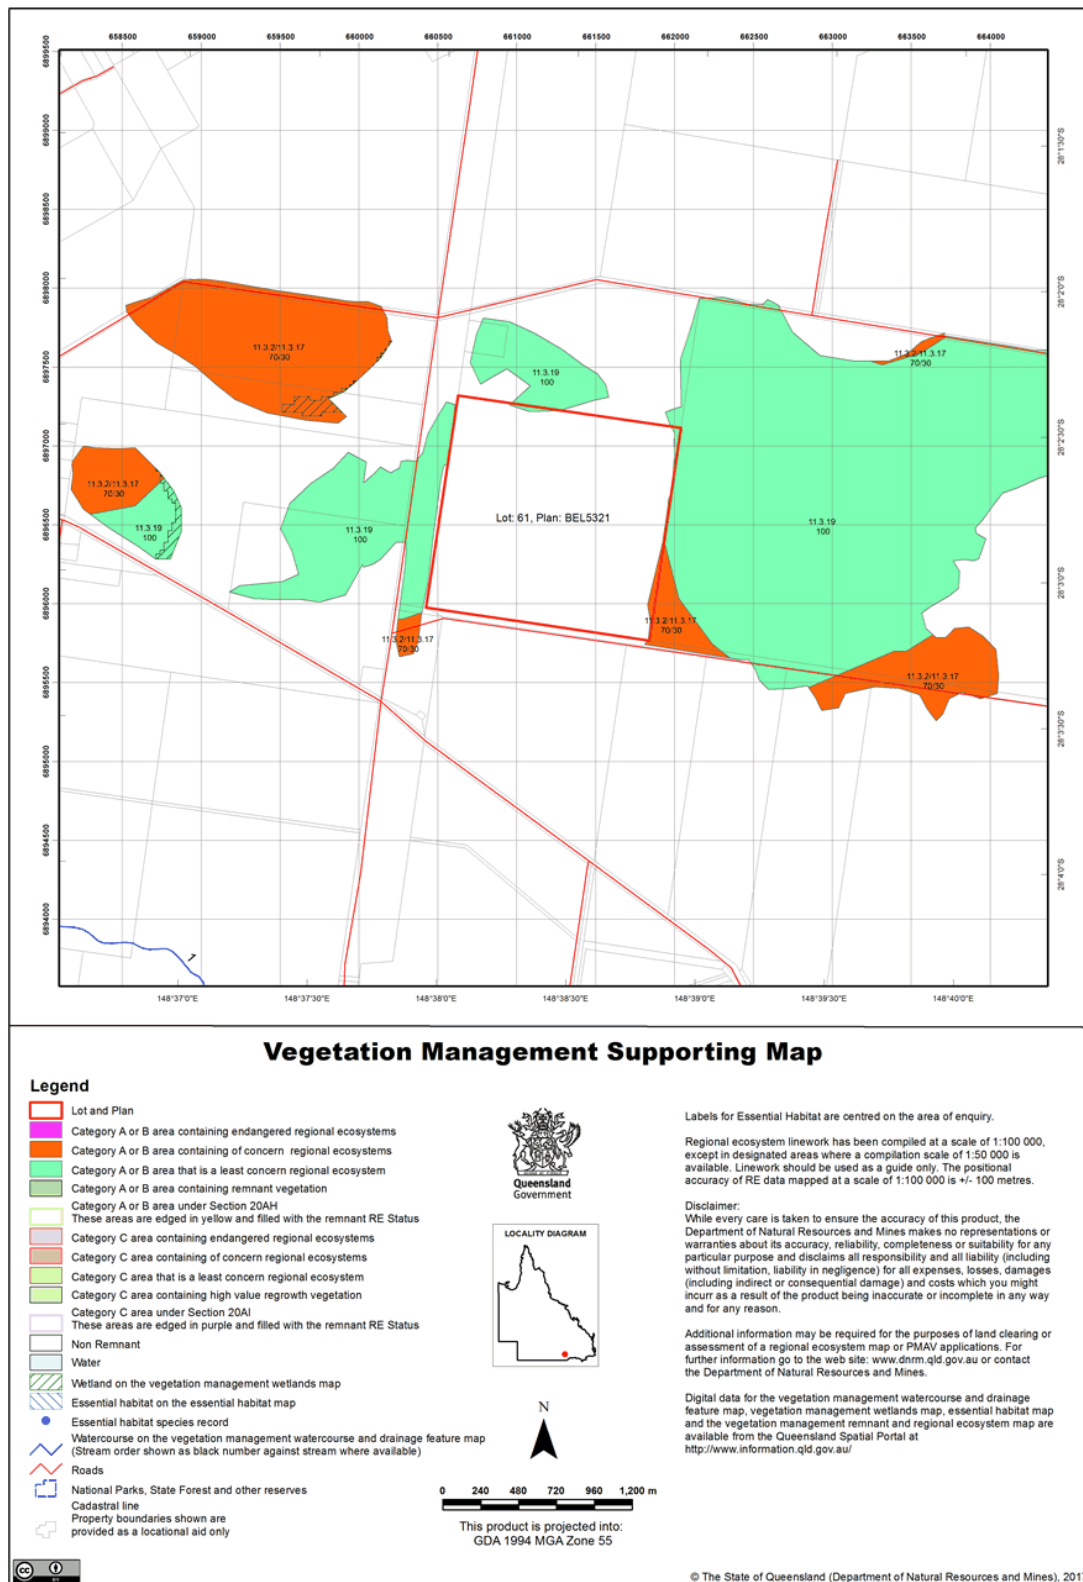 658500 659000 659500 660000 660500 661000 661500 662000 662500 663000 663500 664000
6899500
6899000
6898500
6898000
6897500
6897000
6896500
6896000
6895500
6895000
6894500
6894000
28°1'30"S
28°2'0"S
28°2'30"S
28°3'0"S
28°3'30"S
28°4'0"S
11.3.2/11.3.17
70/30
11.3.19
100
11.3.2/11.3.17
70/30
11.3.2/11.3.17
70/30
11.3.19
100
11.3.19
100
Lot: 61, Plan: BEL5321
11.3.19
100
11.3.2/11.3.17
70/30
11.3.2/11.3.17
70/30
11.3.2/11.3.17
70/30
1
148°37'0"E 148°37'30"E 148°38'0"E 148°38'30"E 148°39'0"E 148°39'30"E 148°40'0"E
Vegetation Management Supporting Map
Legend
Lot and Plan
Category A or B area containing endangered regional ecosystems
Category A or B area containing of concern regional ecosystems
Category A or B area that is a least concern regional ecosystem
Category A or B area containing remnant vegetation
Category A or B area under Section 20AH
These areas are edged in yellow and filled with the remnant RE Status
Category C area containing endangered regional ecosystems
Category C area containing of concern regional ecosystems
Category C area that is a least concern regional ecosystem
Category C area containing high value regrowth vegetation
Category C area under Section 20AI
These areas are edged in purple and filled with the remnant RE Status
Non Remnant
Water
Wetland on the vegetation management wetlands map
Essential habitat on the essential habitat map
Essential habitat species record
Watercourse on the vegetation management watercourse and drainage feature map
(Stream order shown as black number against stream where available)
Roads
National Parks, State Forest and other reserves
Cadastral line
Property boundaries shown are
provided as a locational aid only
cc
BY
Queensland
Government
LOCALITY DIAGRAM
N
0 240 480 720 960 1,200 m
This product is projected into:
GDA 1994 MGA Zone 55
Labels for Essential Habitat are centred on the area of enquiry.
Regional ecosystem linework has been compiled at a scale of 1:100 000,
except in designated areas where a compilation scale of 1:50 000 is
available. Linework should be used as a guide only. The positional
accuracy of RE data mapped at a scale of 1:100 000 is +/- 100 metres.
Disclaimer:
While every care is taken to ensure the accuracy of this product, the
Department of Natural Resources and Mines makes no representations or
warranties about its accuracy, reliability, completeness or suitability for any
particular purpose and disclaims all responsibility and all liability (including
without limitation, liability in negligence) for all expenses, losses, damages
(including indirect or consequential damage) and costs which you might
incurr as a result of the product being inaccurate or incomplete in any way
and for any reason.
Additional information may be required for the purposes of land clearing or
assessment of a regional ecosystem map or PMAV applications. For
further information go to the web site: www.dnrm.qld.gov.au or contact
the Department of Natural Resources and Mines.
Digital data for the vegetation management watercourse and drainage
feature map, vegetation management wetlands map, essential habitat map
and the vegetation management remnant and regional ecosystem map are
available from the Queensland Spatial Portal at
http://www.information.qld.gov.au/
© The State of Queensland (Department of Natural Resources and Mines),